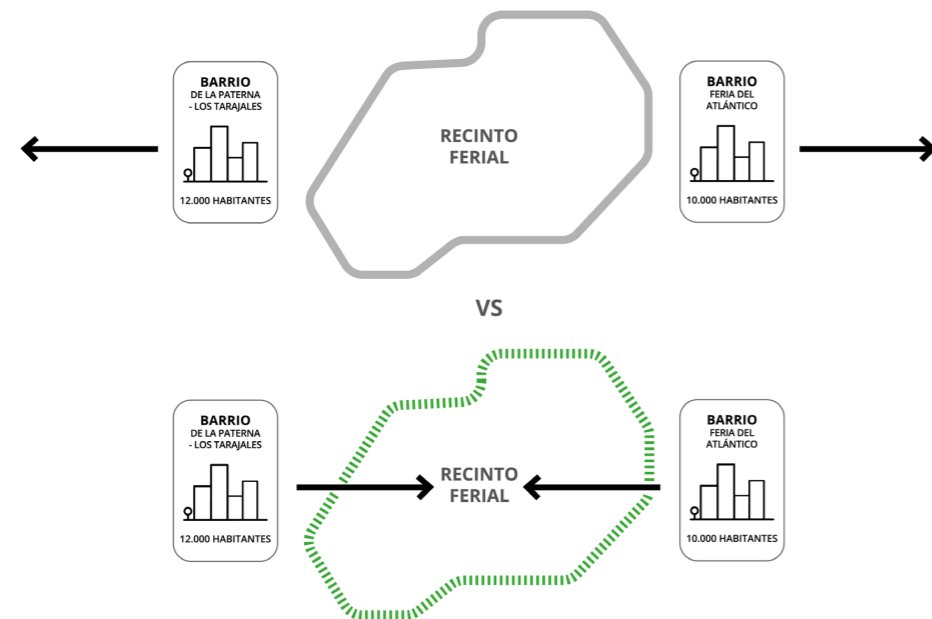 BARRIO
DE LA PATERNA
- LOS TARAJALES
12.000 HABITANTES
RECINTO
FERIAL
BARRIO
FERIA DEL
ATLÁNTICO
10.000 HABITANTES
VS
BARRIO
DE LA PATERNA
- LOS TARAJALES
12.000 HABITANTES
RECINTO
FERIAL
BARRIO
FERIA DEL
ATLÁNTICO
10.000 HABITANTES